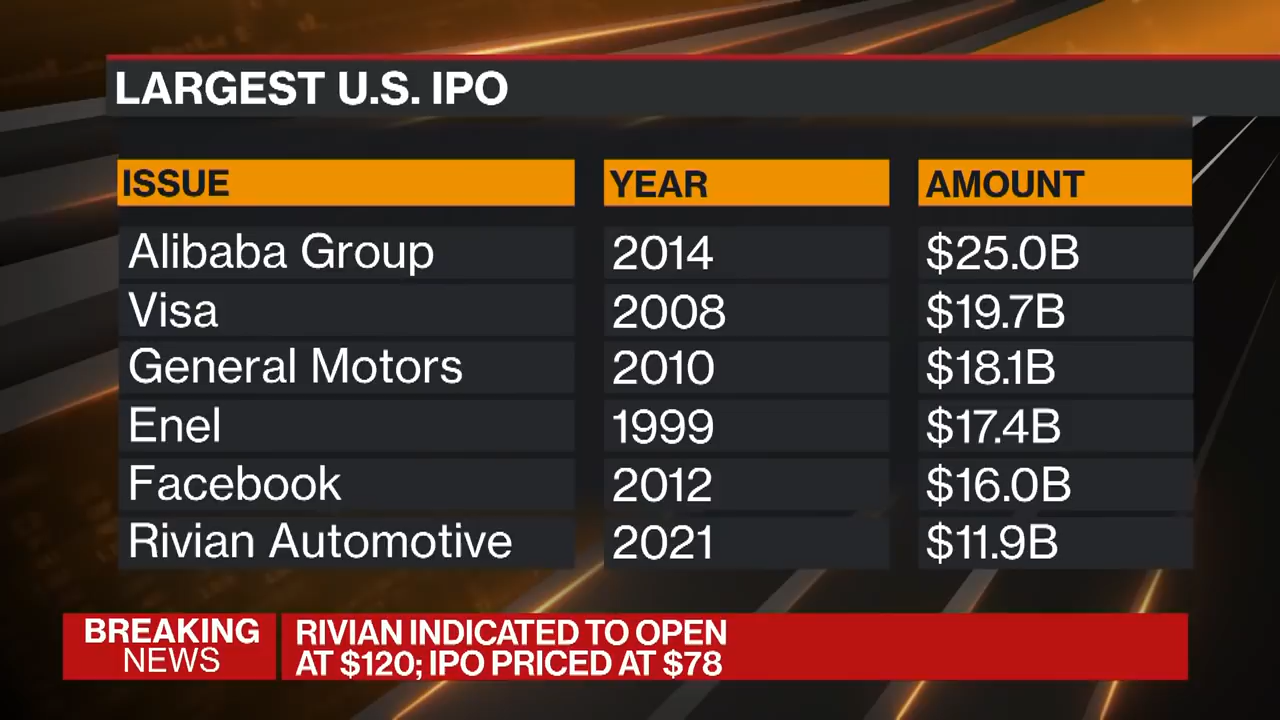 LARGEST U.S. IPO
ISSUE YEAR AMOUNT
Alibaba Group 2014 $25.0B
Visa 2008 $19.7B
General Motors 2010 $18.1B
Enel 1999 $17.4B
Facebook 2012 $16.0B
Rivian Automotive 2021 $11.9B
BREAKING NEWS
RIVIAN INDICATED TO OPEN
AT $120; IPO PRICED AT $78